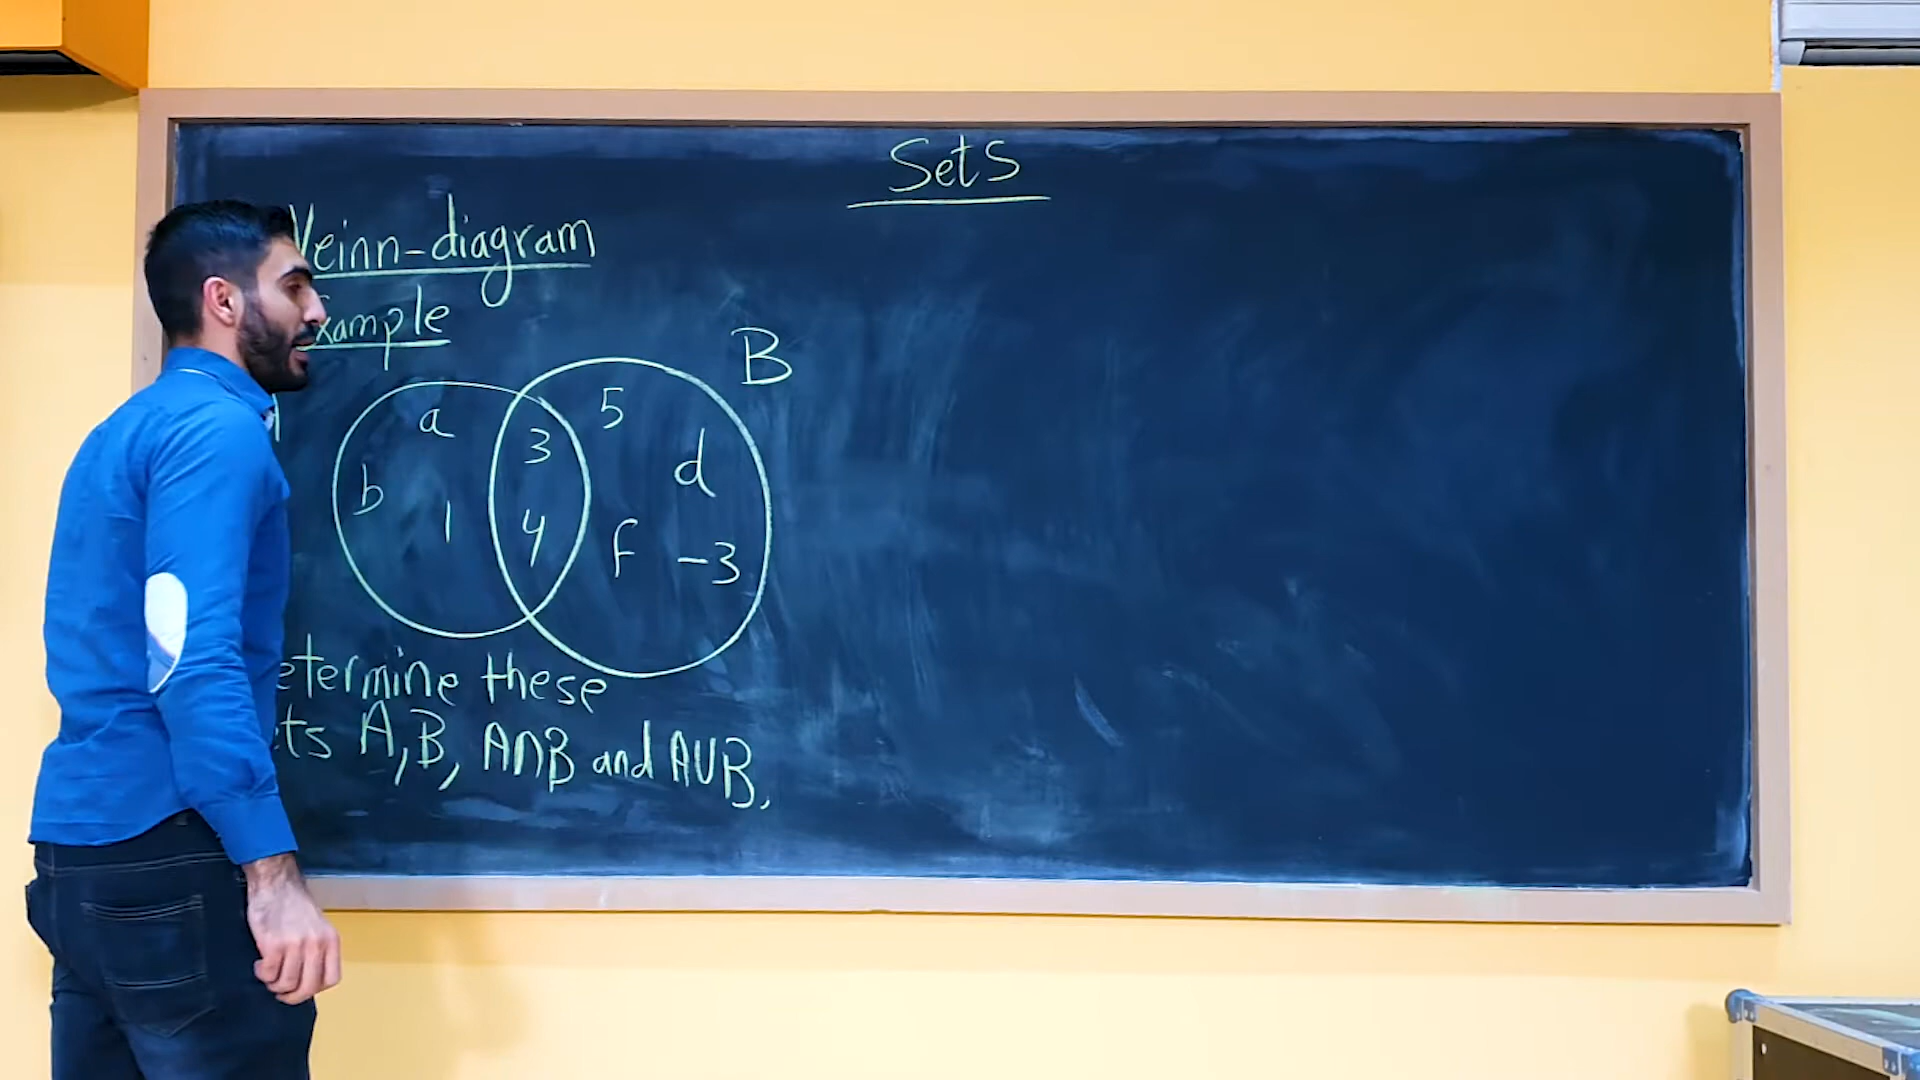 Sets
Veinn-diagram
xample
B
a
5
3
d
b
1
4
f
-3
etermine these
ts A, B, A∩B and A∪B.